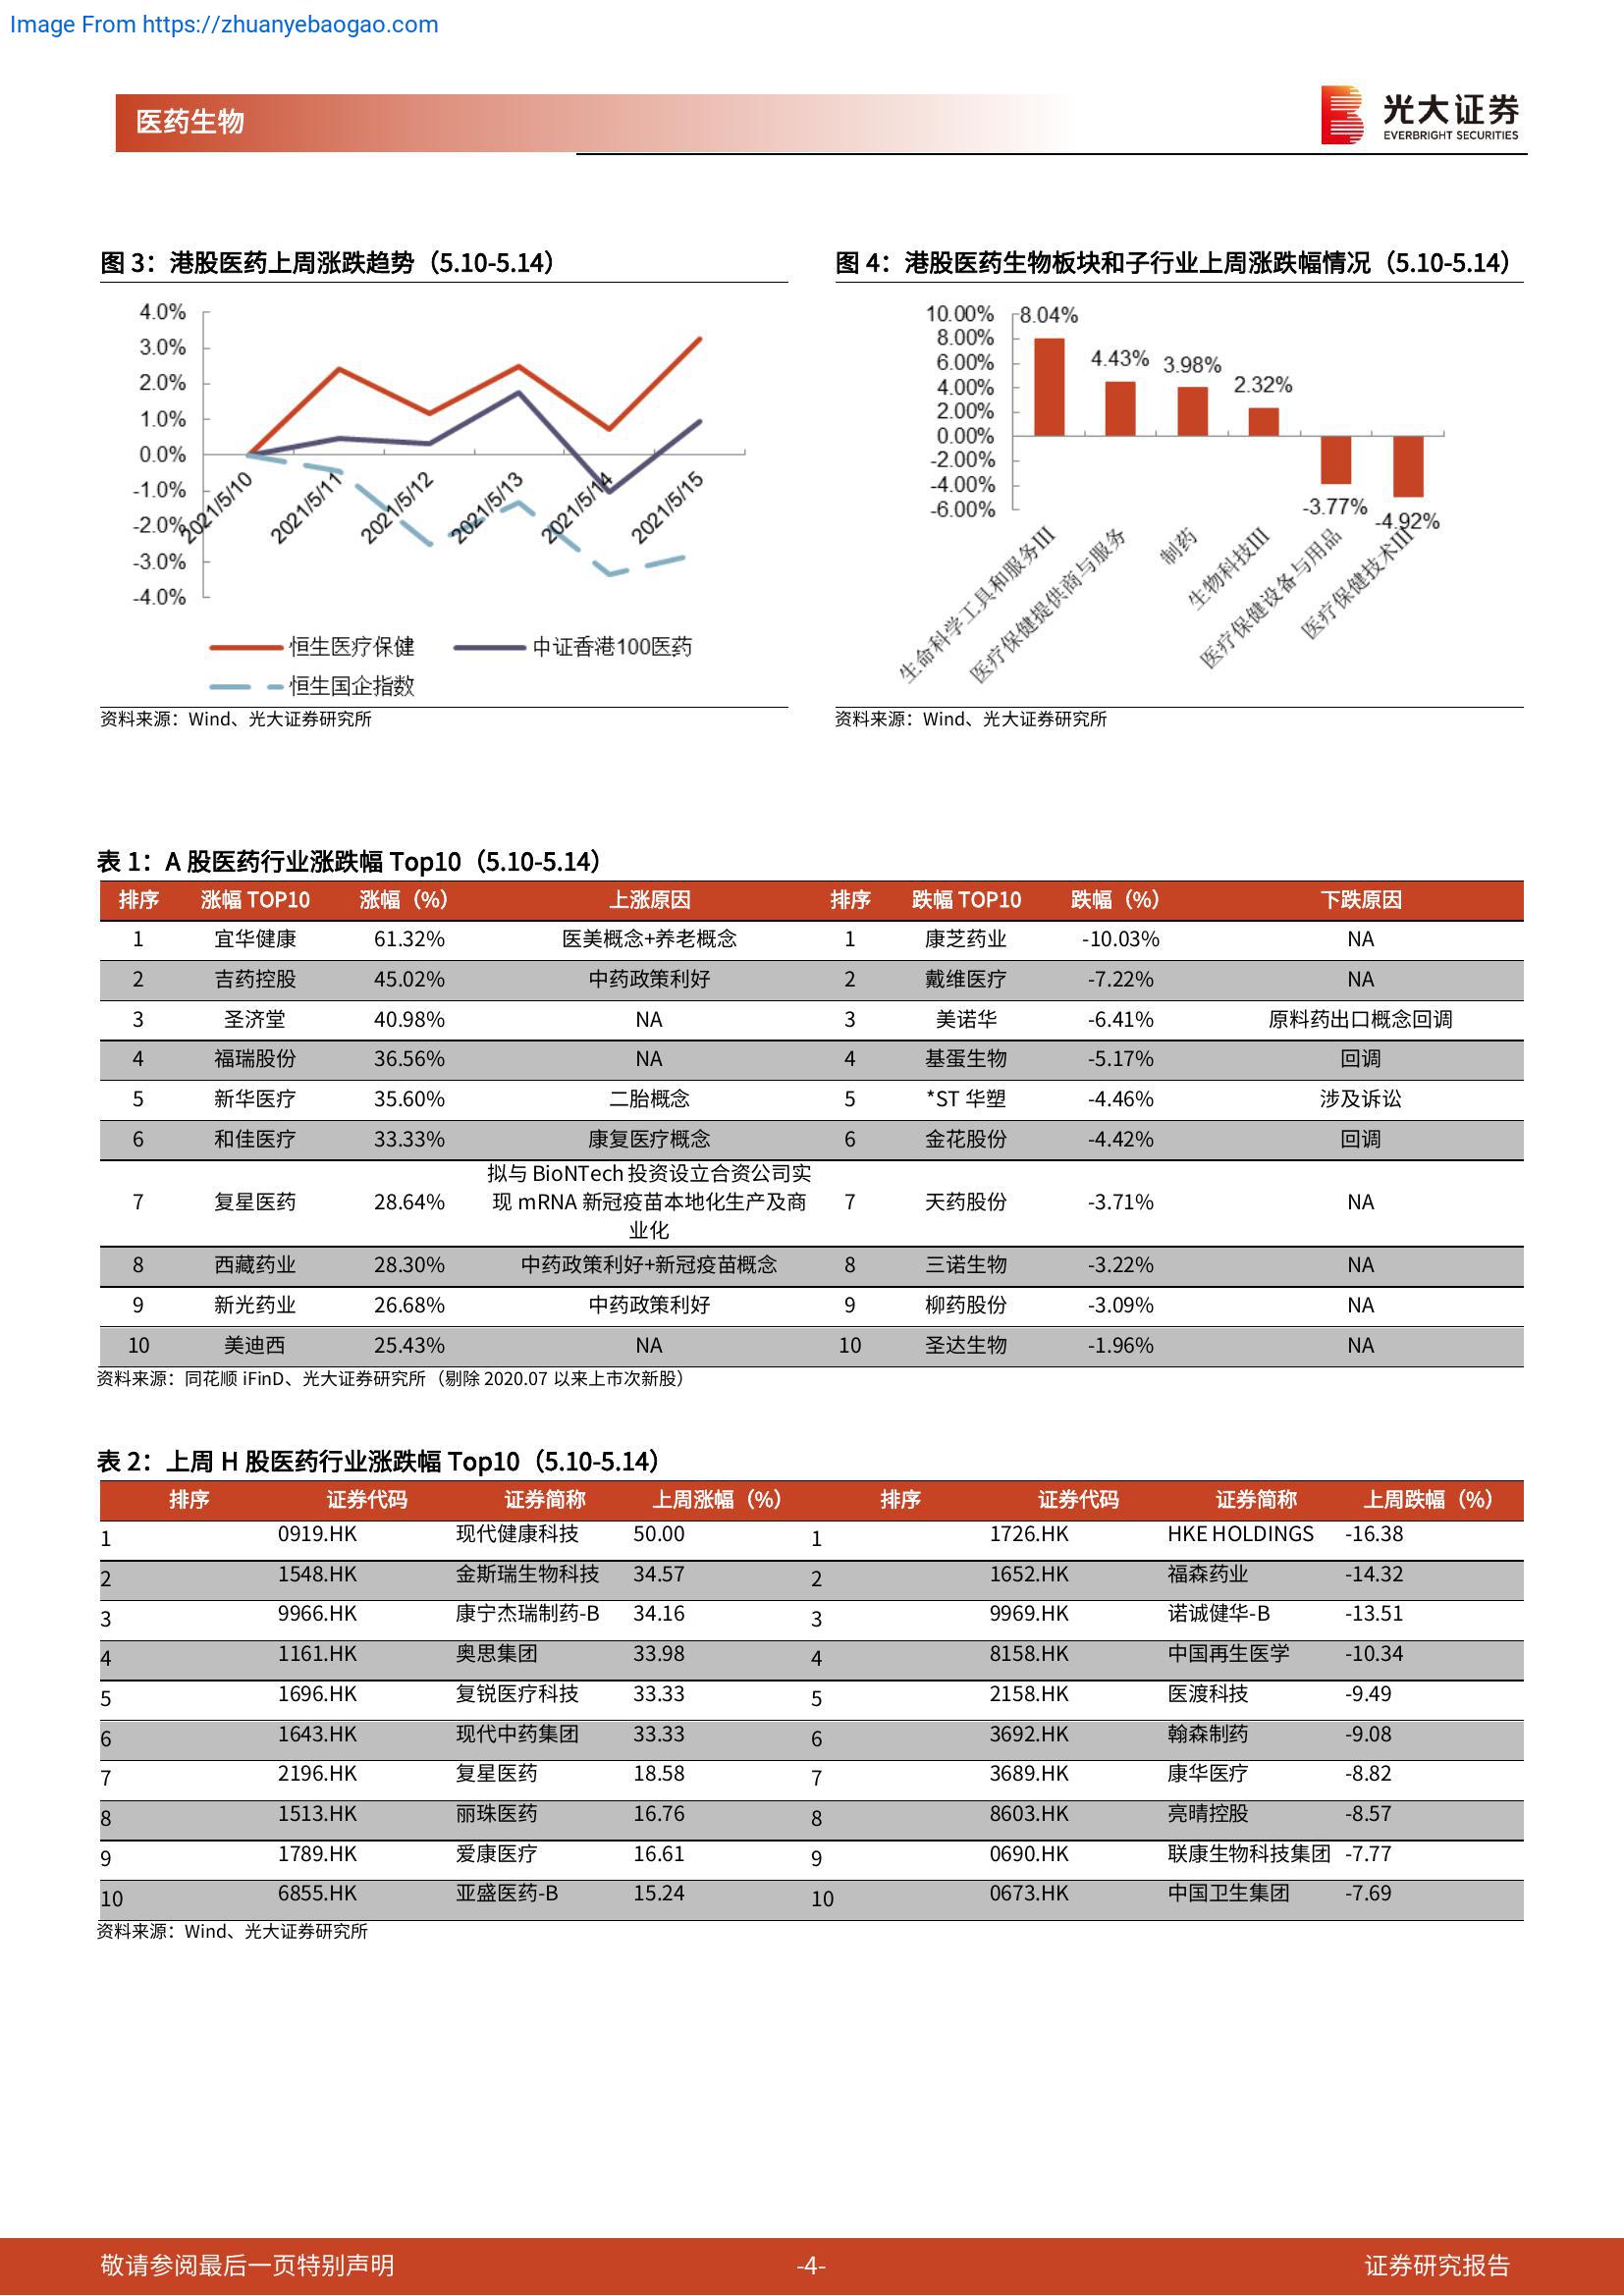 Image From https://zhuanyebaogao.com
医药生物
光大证券
EVERBRIGHT SECURITIES
图 3：港股医药上周涨跌趋势（5.10-5.14）
4.0%
3.0%
2.0%
1.0%
0.0%
-1.0%
-2.0%
-3.0%
-4.0%
2021/5/10
2021/5/11
2021/5/12
2021/5/13
2021/5/14
2021/5/15
恒生医疗保健
中证香港100医药
恒生国企指数
资料来源：Wind、光大证券研究所
图 4：港股医药生物板块和子行业上周涨跌幅情况（5.10-5.14）
10.00%
8.00%
6.00%
4.00%
2.00%
0.00%
-2.00%
-4.00%
-6.00%
8.04%
4.43%
3.98%
2.32%
-3.77%
-4.92%
生命科学工具和服务III
医疗保健提供商与服务
制药
生物科技III
医疗保健设备与用品
医疗保健技术III
资料来源：Wind、光大证券研究所
表 1：A 股医药行业涨跌幅 Top10（5.10-5.14）
排序 涨幅 TOP10 涨幅（%） 上涨原因 排序 跌幅 TOP10 跌幅（%） 下跌原因
1 宜华健康 61.32% 医美概念+养老概念 1 康芝药业 -10.03% NA
2 吉药控股 45.02% 中药政策利好 2 戴维医疗 -7.22% NA
3 圣济堂 40.98% NA 3 美诺华 -6.41% 原料药出口概念回调
4 福瑞股份 36.56% NA 4 基蛋生物 -5.17% 回调
5 新华医疗 35.60% 二胎概念 5 *ST 华塑 -4.46% 涉及诉讼
6 和佳医疗 33.33% 康复医疗概念 6 金花股份 -4.42% 回调
拟与 BioNTech 投资设立合资公司实
7 复星医药 28.64% 现 mRNA 新冠疫苗本地化生产及商 7 天药股份 -3.71% NA
业化
8 西藏药业 28.30% 中药政策利好+新冠疫苗概念 8 三诺生物 -3.22% NA
9 新光药业 26.68% 中药政策利好 9 柳药股份 -3.09% NA
10 美迪西 25.43% NA 10 圣达生物 -1.96% NA
资料来源：同花顺 iFinD、光大证券研究所（剔除 2020.07 以来上市次新股）
表 2：上周 H 股医药行业涨跌幅 Top10（5.10-5.14）
排序 证券代码 证券简称 上周涨幅（%） 排序 证券代码 证券简称 上周跌幅（%）
1 0919.HK 现代健康科技 50.00 1 1726.HK HKE HOLDINGS -16.38
2 1548.HK 金斯瑞生物科技 34.57 2 1652.HK 福森药业 -14.32
3 9966.HK 康宁杰瑞制药-B 34.16 3 9969.HK 诺诚健华-B -13.51
4 1161.HK 奥思集团 33.98 4 8158.HK 中国再生医学 -10.34
5 1696.HK 复锐医疗科技 33.33 5 2158.HK 医渡科技 -9.49
6 1643.HK 现代中药集团 33.33 6 3692.HK 翰森制药 -9.08
7 2196.HK 复星医药 18.58 7 3689.HK 康华医疗 -8.82
8 1513.HK 丽珠医药 16.76 8 8603.HK 亮晴控股 -8.57
9 1789.HK 爱康医疗 16.61 9 0690.HK 联康生物科技集团 -7.77
10 6855.HK 亚盛医药-B 15.24 10 0673.HK 中国卫生集团 -7.69
资料来源：Wind、光大证券研究所
敬请参阅最后一页特别声明 -4- 证券研究报告